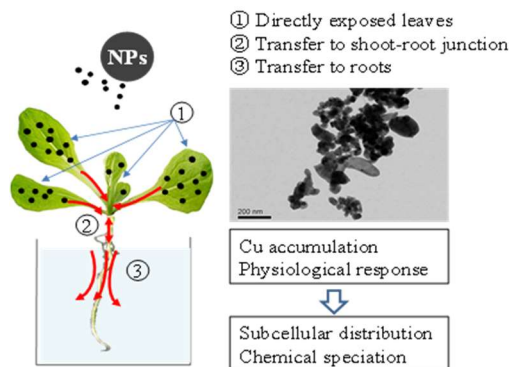 NPs
① Directly exposed leaves
② Transfer to shoot-root junction
③ Transfer to roots
①
②
③
200 nm
Cu accumulation
Physiological response
Subcellular distribution
Chemical speciation